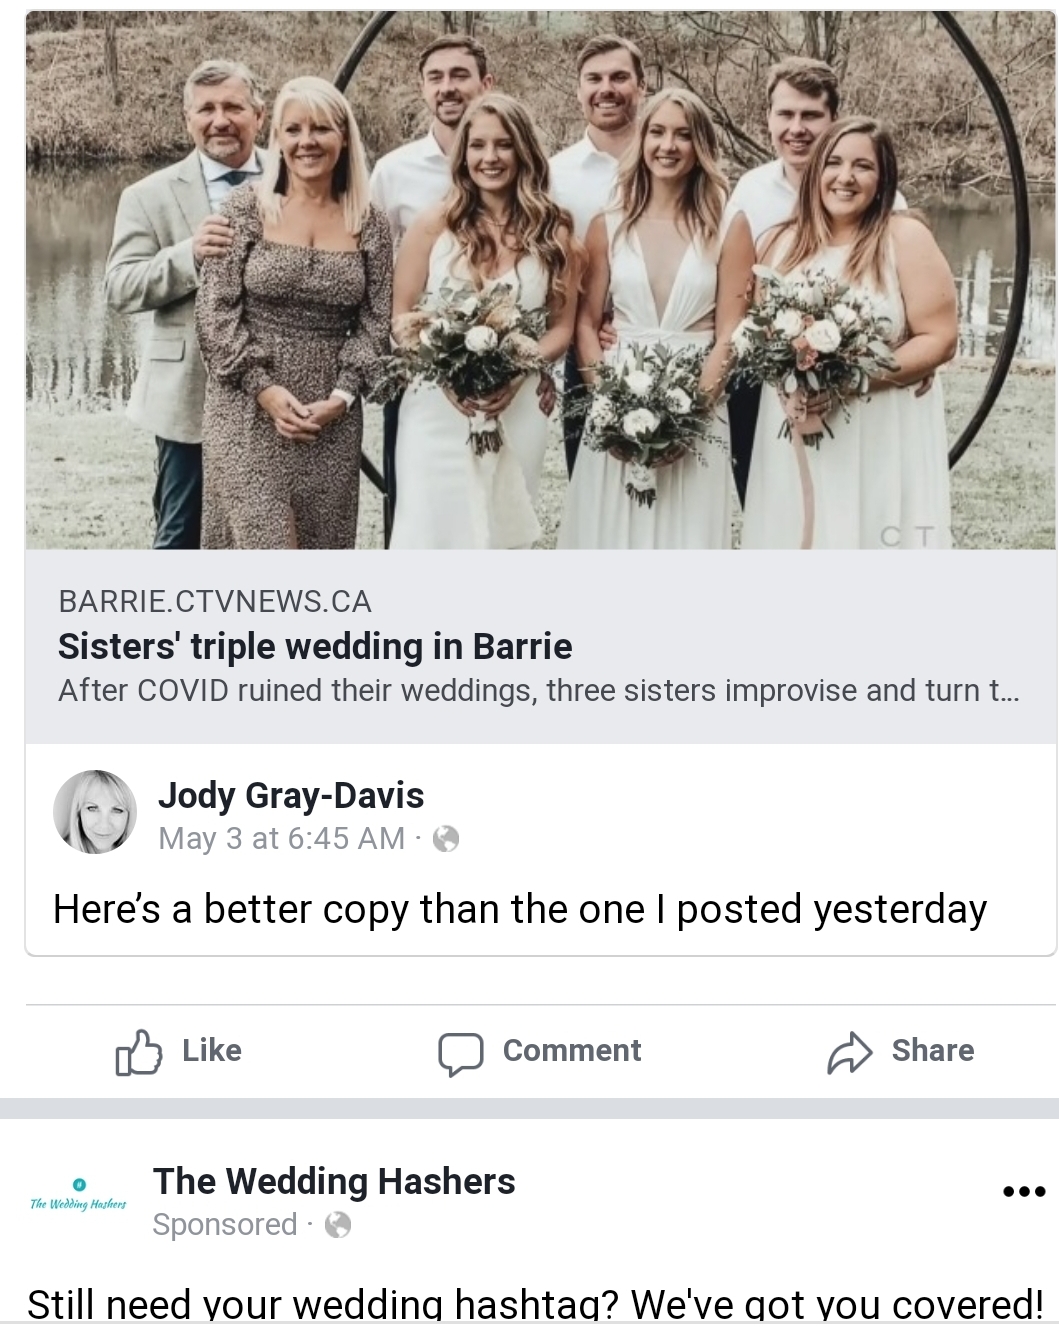 CT
BARRIE.CTVNEWS.CA
Sisters' triple wedding in Barrie
After COVID ruined their weddings, three sisters improvise and turn t...
Jody Gray-Davis
May 3 at 6:45 AM ·
Here’s a better copy than the one I posted yesterday
Like Comment Share
#
The Wedding Hashers
The Wedding Hashers
Sponsored ·
Still need your wedding hashtag? We've got you covered!